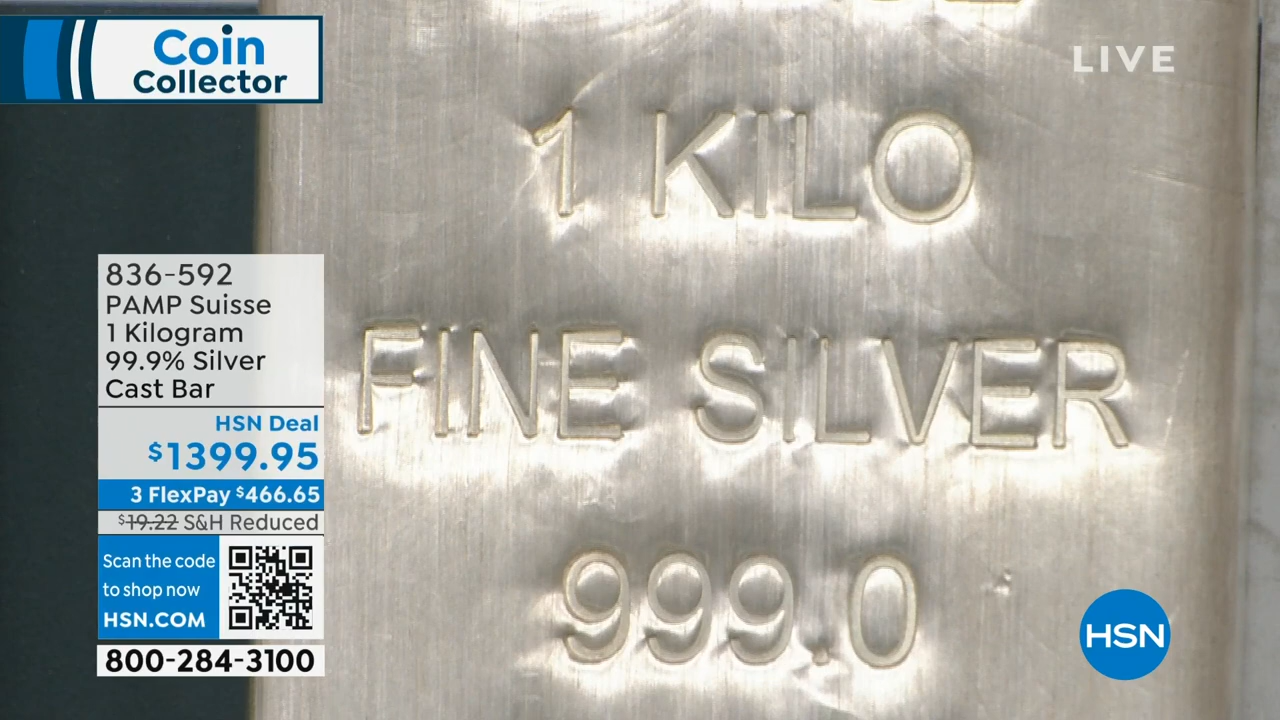 Coin
Collector
LIVE
1 KILO
FINE SILVER
999.0
836-592
PAMP Suisse
1 Kilogram
99.9% Silver
Cast Bar
HSN Deal
$1399.95
3 FlexPay $466.65
$19.22 S&H Reduced
Scan the code
to shop now
HSN.COM
800-284-3100
HSN